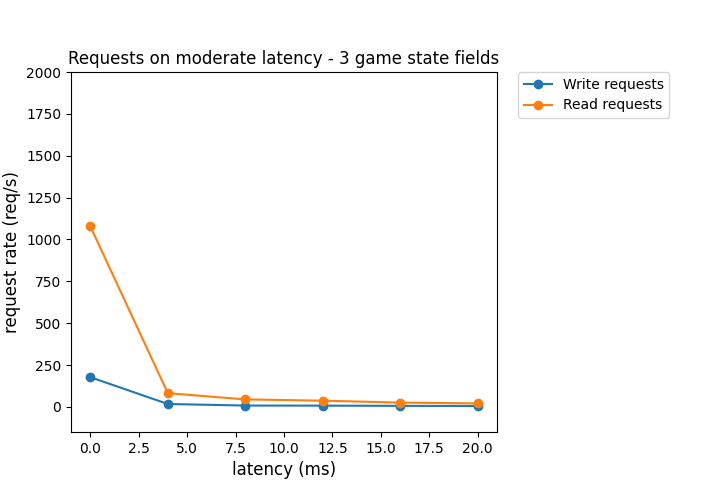 Requests on moderate latency - 3 game state fields
Write requests
Read requests
2000
1750
1500
1250
1000
750
500
250
0
request rate (req/s)
0.0 2.5 5.0 7.5 10.0 12.5 15.0 17.5 20.0
latency (ms)